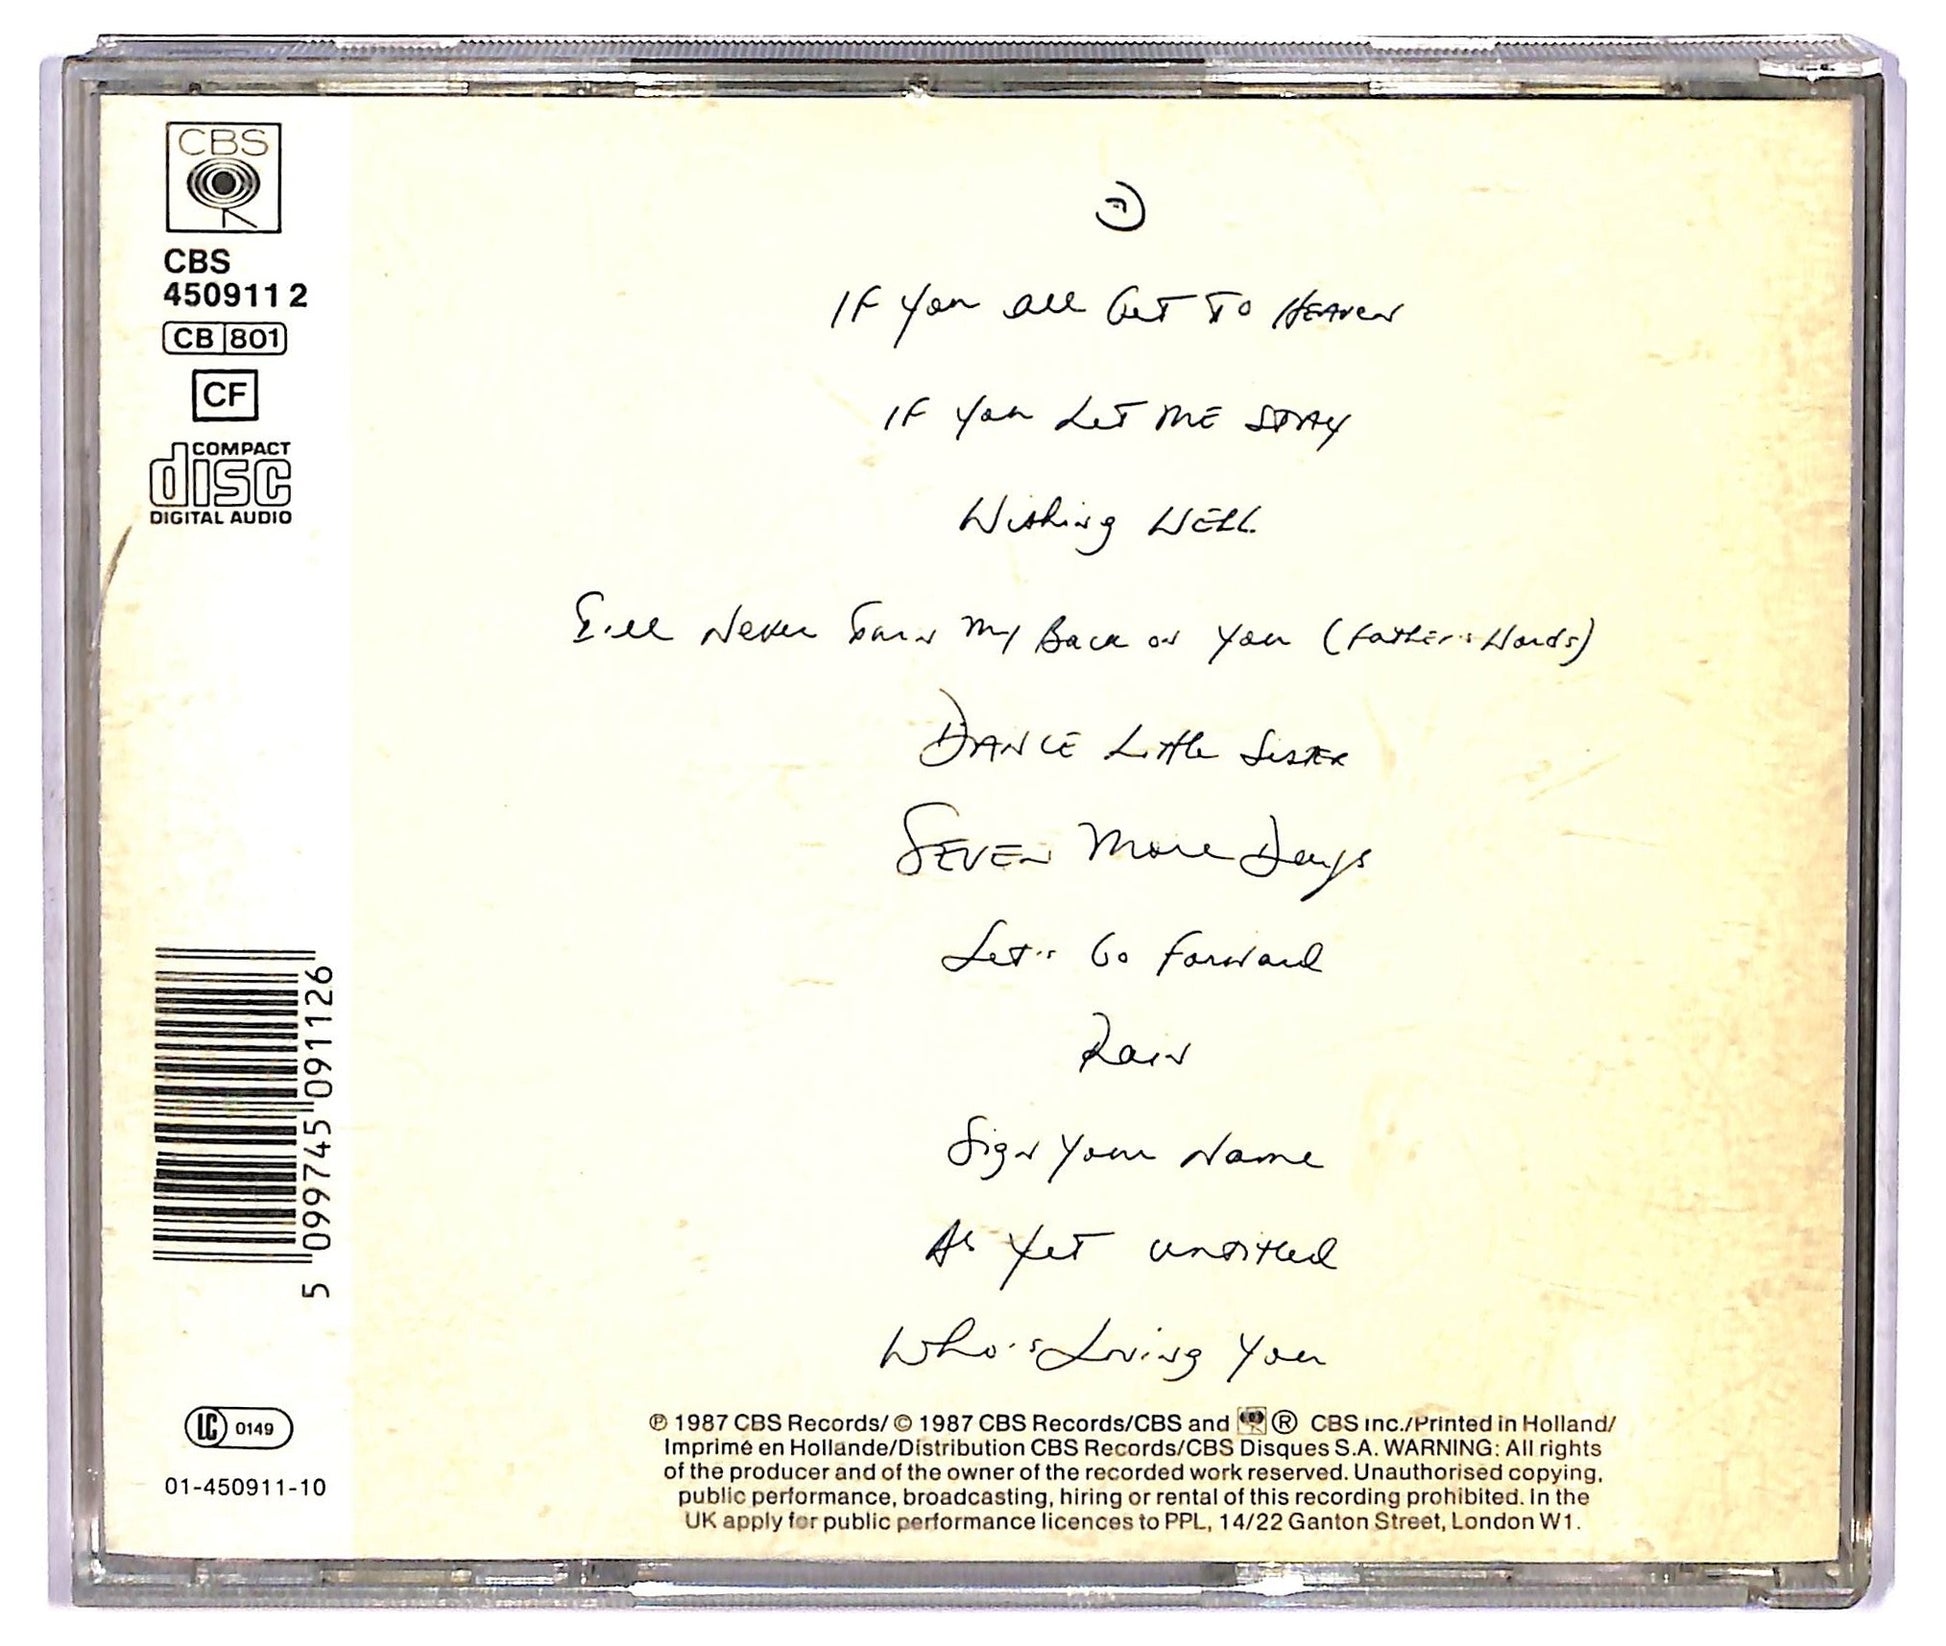 CBS
CBS
450911 2
CB 801
CF
COMPACT
disc
DIGITAL AUDIO
If You All Get To Heaven
If You Let Me Stay
Wishing Well
I'll Never Turn My Back on You (Father's Words)
Dance Little Sister
Seven More Days
Let's Go Forward
Rain
Sign Your Name
As Yet Untitled
Who's Loving You
5 099745 091126
LC 0149
01-450911-10
℗ 1987 CBS Records/ © 1987 CBS Records/CBS and ® CBS Inc./Printed in Holland/
Imprimé en Hollande/Distribution CBS Records/CBS Disques S.A. WARNING: All rights
of the producer and of the owner of the recorded work reserved. Unauthorised copying,
public performance, broadcasting, hiring or rental of this recording prohibited. In the
UK apply for public performance licences to PPL, 14/22 Ganton Street, London W1.